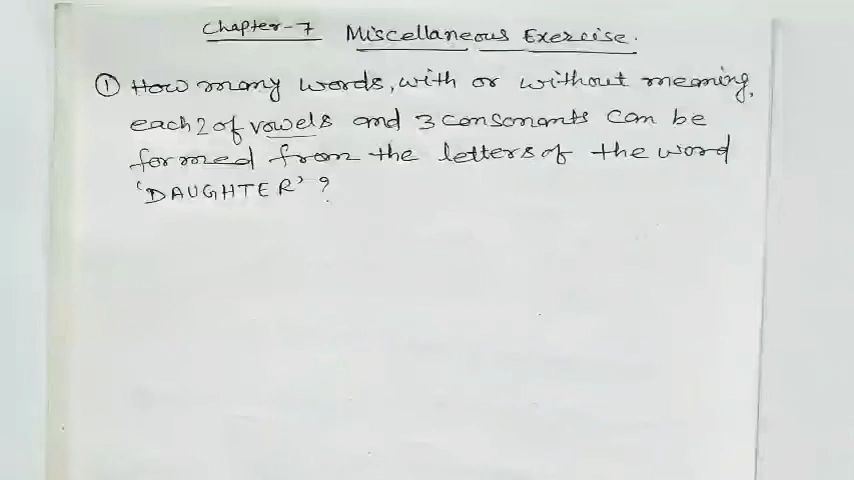 Chapter-7 Miscellaneous Exercise.
① How many words, with or without meaning,
each 2 of vowels and 3 consonants can be
formed from the letters of the word
'DAUGHTER' ?